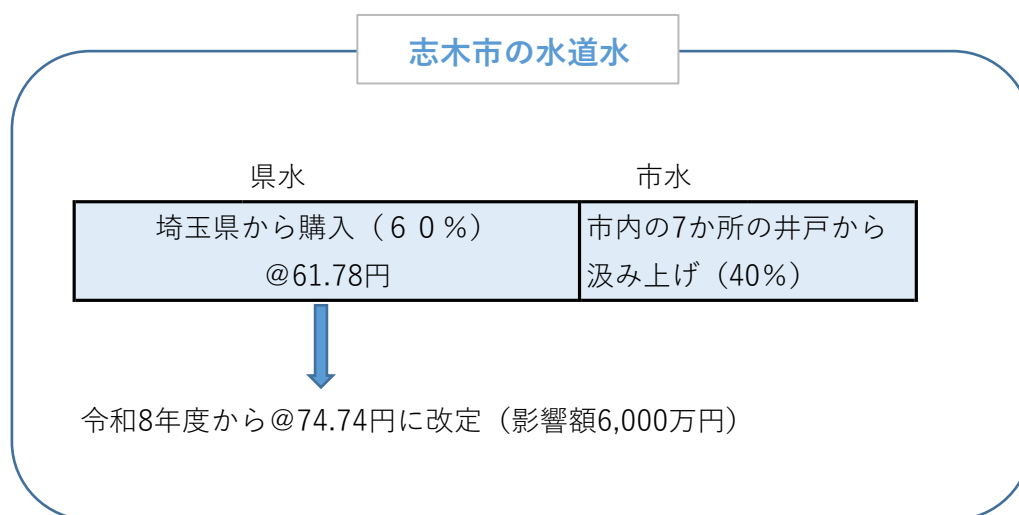 志木市の水道水
県水
市水
埼玉県から購入（６０%）
@61.78円
市内の7か所の井戸から
汲み上げ（40%）
令和8年度から@74.74円に改定（影響額6,000万円）